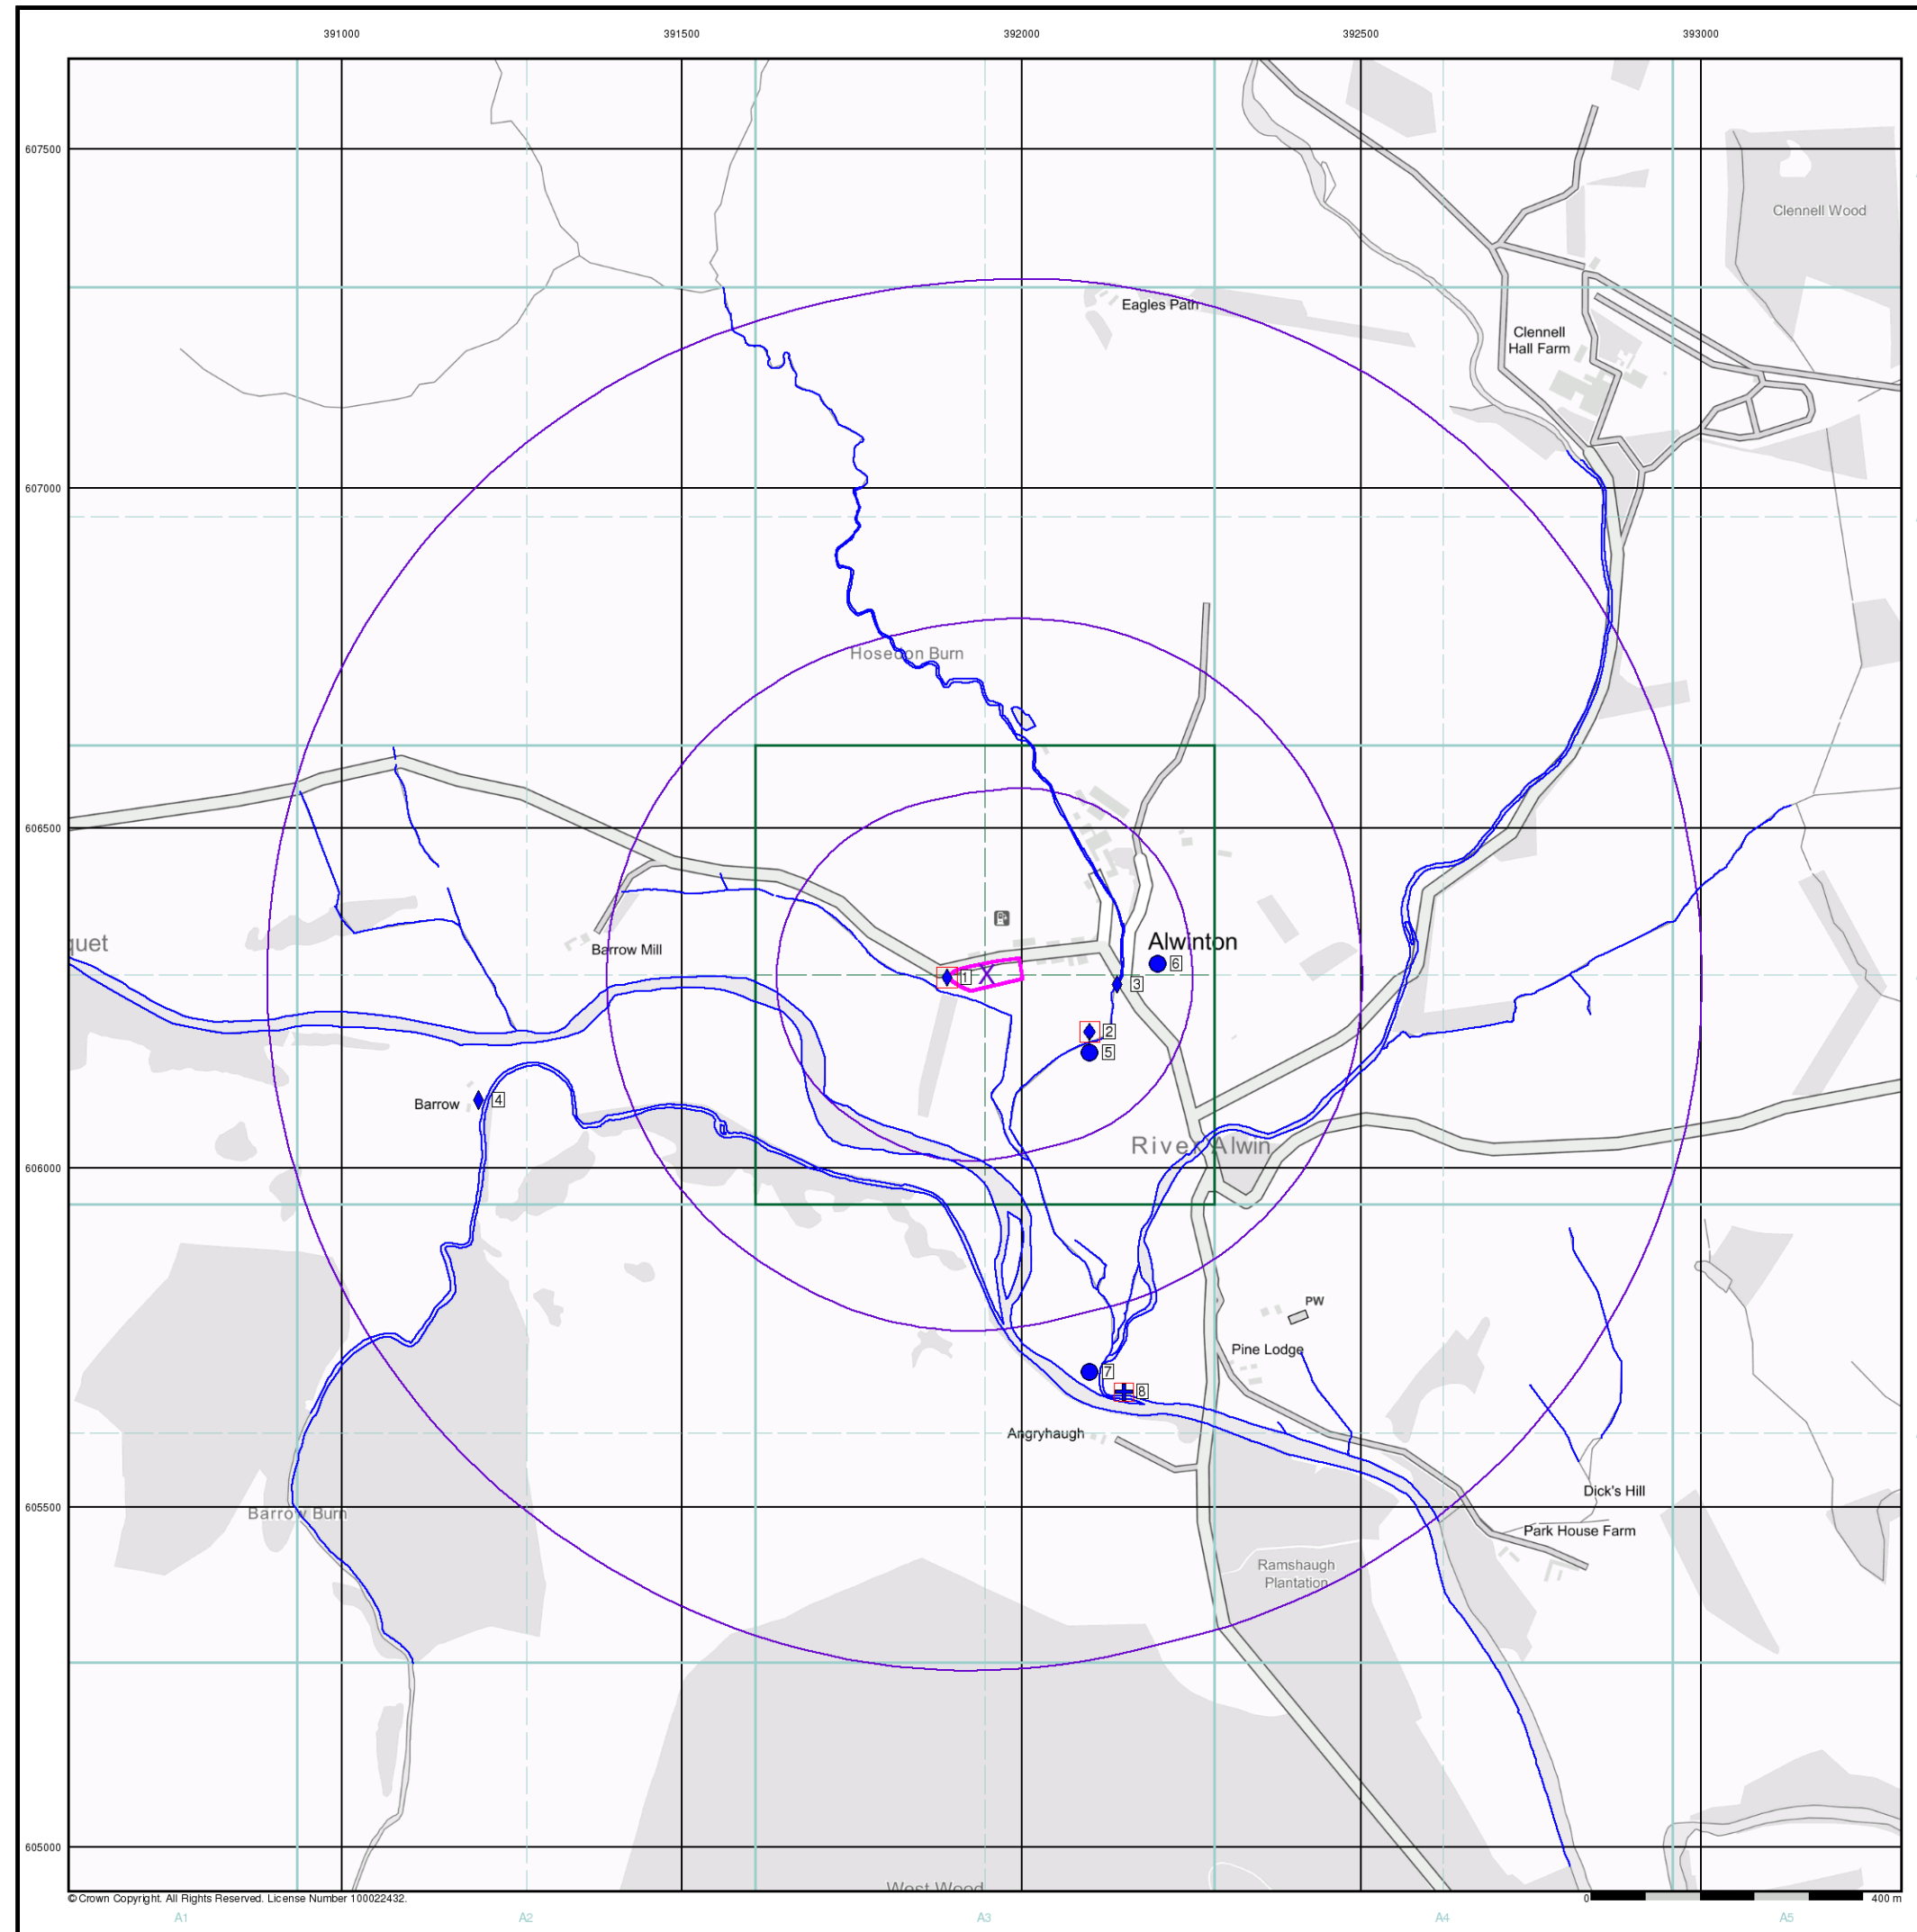 391000 391500 392000 392500 393000
607500
Clennell Wood
Eagles Path
Clennell
Hall Farm
607000
Hosedon Burn
606500
Alwinton
quet
Barrow Mill
6
1
X
3
2
5
Barrow
4
River Alwin
606000
PW
Pine Lodge
7
8
Angryhaugh
Dick's Hill
605500
Barrow Burn
Park House Farm
Ramshaugh
Plantation
605000
West Wood
© Crown Copyright. All Rights Reserved. License Number 100022432.
0 400 m
A1 A2 A3 A4 A5